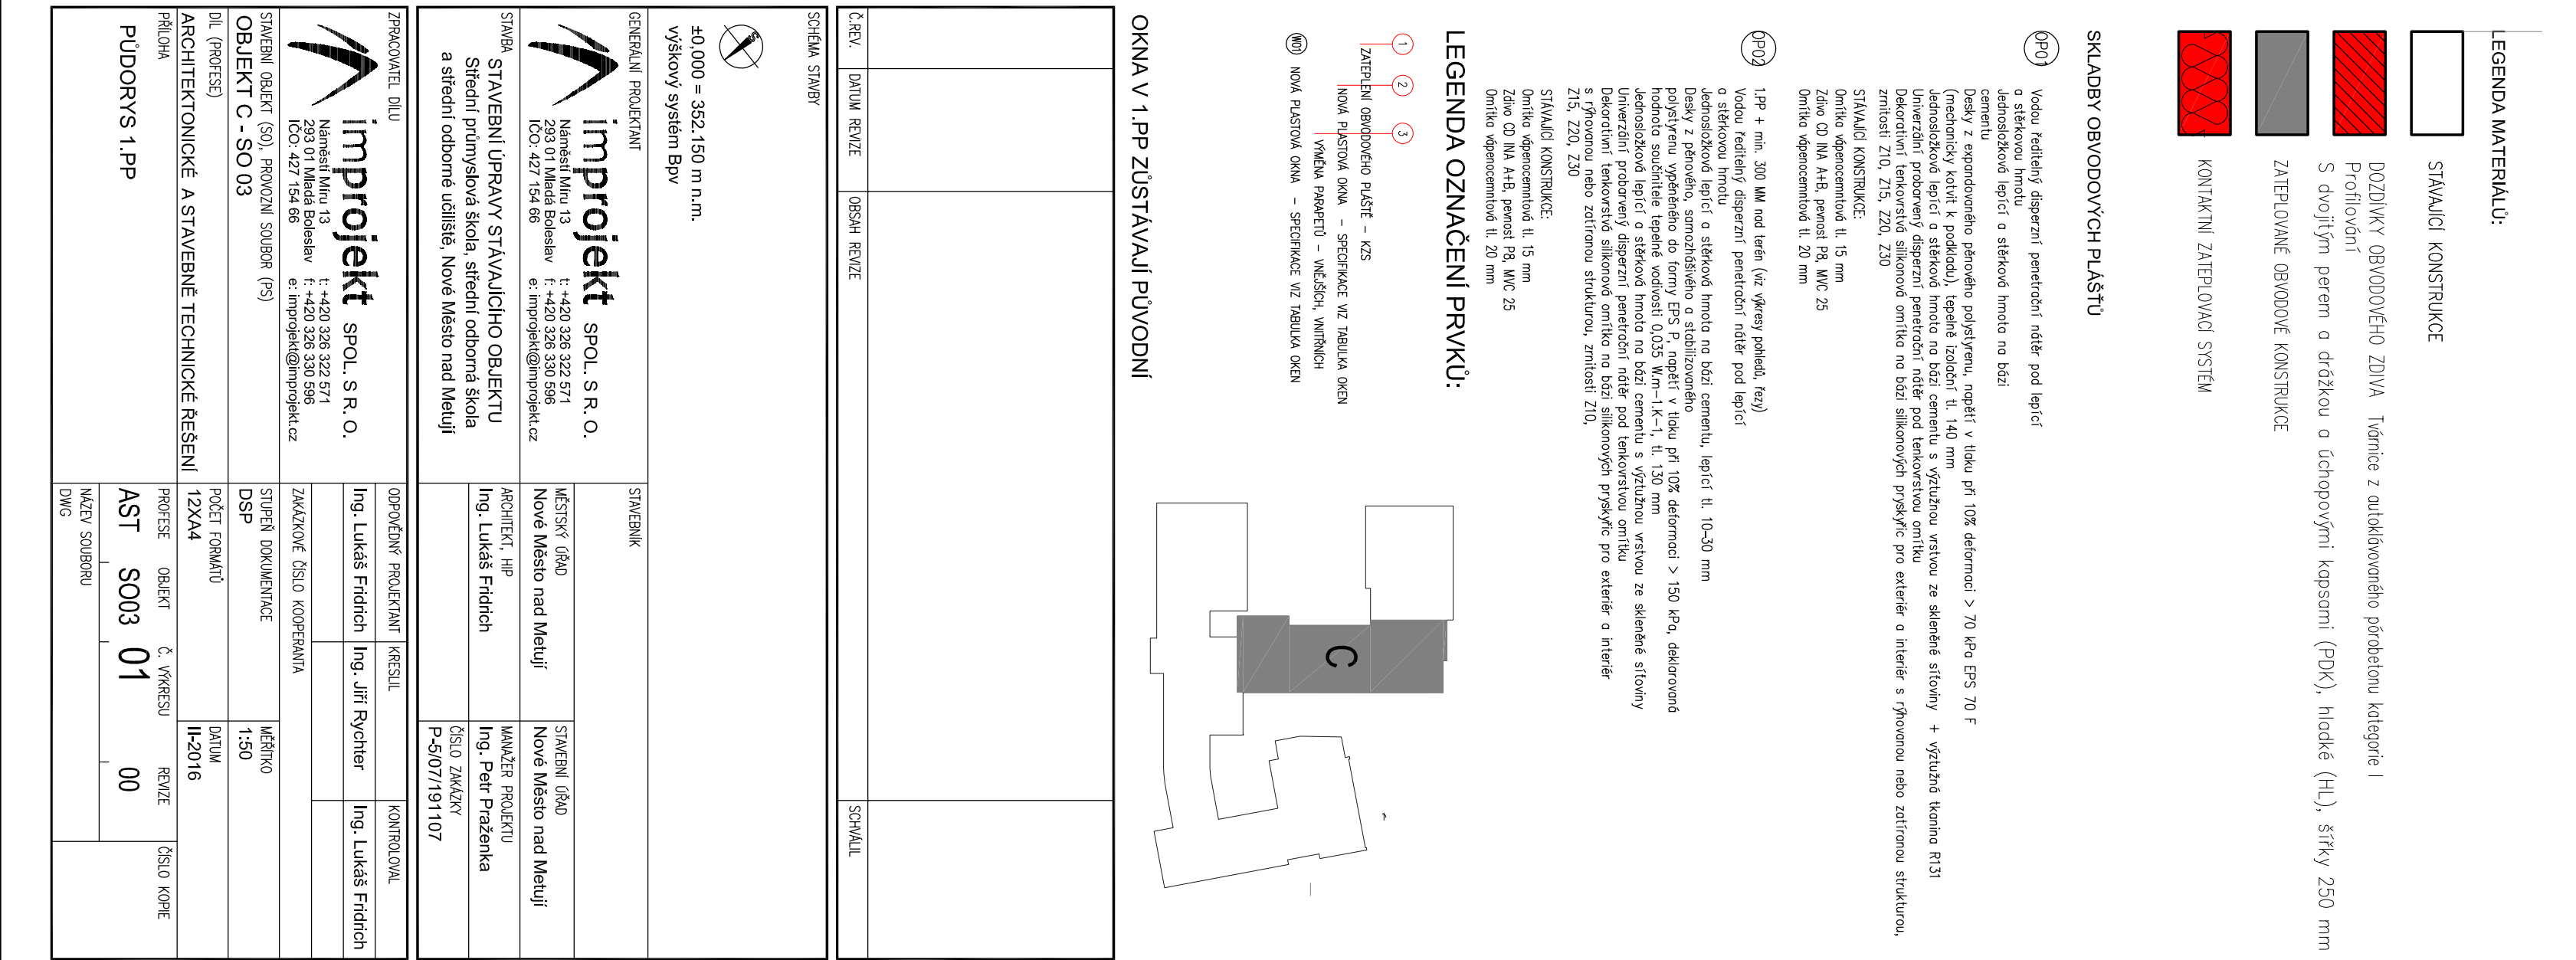 LEGENDA MATERIÁLŮ:
STÁVAJÍCÍ KONSTRUKCE
DOZDÍVKY OBVODOVÉHO ZDIVA Tvárnice z autoklávovaného pórobetonu kategorie I
Profilování
S dvojitým perem a drážkou a úchopovými kapsami (PDK), hladké (HL), šířky 250 mm
ZATEPLOVANÉ OBVODOVÉ KONSTRUKCE
KONTAKTNÍ ZATEPLOVACÍ SYSTÉM
SKLADBY OBVODOVÝCH PLÁŠŤŮ
OP01
Vodou ředitelný disperzní penetrační nátěr pod lepící
a stěrkovou hmotu
Jednosložková lepící a stěrková hmota na bázi
cementu
Desky z expandovaného pěnového polystyrenu, napětí v tlaku při 10% deformaci > 70 kPa EPS 70 F
(mechanicky kotvit k podkladu), tepelně izolační tl. 140 mm
Jednosložková lepící a stěrková hmota na bázi cementu s výztužnou vrstvou ze skleněné síťoviny + výztužná tkanina R131
Univerzální probarvený disperzní penetrační nátěr pod tenkovrstvou omítku
Dekorativní tenkovrstvá silikonová omítka na bázi silikonových pryskyřic pro exteriér a interiér s rýhovanou nebo zatíranou strukturou,
zrnitosti Z10, Z15, Z20, Z30
STÁVAJÍCÍ KONSTRUKCE:
Omítka vápenocemntová tl. 15 mm
Zdivo CD INA A+B, pevnost P8, MVC 25
Omítka vápenocemntová tl. 20 mm
OP02
1.PP + min. 300 MM nad terén (viz výkresy pohledů, řezy)
Vodou ředitelný disperzní penetrační nátěr pod lepící
a stěrkovou hmotu
Jednosložková lepící a stěrková hmota na bázi cementu, lepící tl. 10–30 mm
Desky z pěnového, samozhášivého a stabilizovaného
polystyrenu vypěněného do formy EPS P, napětí v tlaku při 10% deformaci > 150 kPa, deklarovaná
hodnota součinitele tepelné vodivosti 0,035 W.m–1.K–1, tl. 130 mm
Jednosložková lepící a stěrková hmota na bázi cementu s výztužnou vrstvou ze skleněné síťoviny
Univerzální probarvený disperzní penetrační nátěr pod tenkovrstvou omítku
Dekorativní tenkovrstvá silikonová omítka na bázi silikonových pryskyřic pro exteriér a interiér
s rýhovanou nebo zatíranou strukturou, zrnitosti Z10,
Z15, Z20, Z30
STÁVAJÍCÍ KONSTRUKCE:
Omítka vápenocemntová tl. 15 mm
Zdivo CD INA A+B, pevnost P8, MVC 25
Omítka vápenocemntová tl. 20 mm
LEGENDA OZNAČENÍ PRVKŮ:
1 2 3
ZATEPLENÍ OBVODOVÉHO PLÁŠTĚ – KZS
NOVÁ PLASTOVÁ OKNA – SPECIFIKACE VIZ TABULKA OKEN
VÝMĚNA PARAPETŮ – VNĚJŠÍCH, VNITŘNÍCH
W01 NOVÁ PLASTOVÁ OKNA – SPECIFIKACE VIZ TABULKA OKEN
C
OKNA V 1.PP ZŮSTÁVAJÍ PŮVODNÍ
Č.REV. DATUM REVIZE OBSAH REVIZE SCHVÁLIL
SCHÉMA STAVBY
±0,000 = 352.150 m n.m.
výškový systém Bpv
GENERÁLNÍ PROJEKTANT
improjekt SPOL. S R. O.
Náměstí Míru 13 t: +420 326 322 571
293 01 Mladá Boleslav f: +420 326 330 596
IČO: 427 154 66 e: improjekt@improjekt.cz
STAVEBNÍK
MĚSTSKÝ ÚŘAD
Nové Město nad Metují
STAVEBNÍ ÚŘAD
Nové Město nad Metují
STAVBA
STAVEBNÍ ÚPRAVY STÁVAJÍCÍHO OBJEKTU
Střední průmyslová škola, střední odborná škola
a střední odborné učiliště, Nové Město nad Metují
ARCHITEKT, HIP
Ing. Lukáš Fridrich
MANAŽER PROJEKTU
Ing. Petr Praženka
ČÍSLO ZAKÁZKY
P-5/07/191107
ZPRACOVATEL DÍLU
improjekt SPOL. S R. O.
Náměstí Míru 13 t: +420 326 322 571
293 01 Mladá Boleslav f: +420 326 330 596
IČO: 427 154 66 e: improjekt@improjekt.cz
ODPOVĚDNÝ PROJEKTANT KRESLIL KONTROLOVAL
Ing. Lukáš Fridrich Ing. Jiří Rychter Ing. Lukáš Fridrich
ZAKÁZKOVÉ ČÍSLO KOOPERANTA
STAVEBNÍ OBJEKT (SO), PROVOZNÍ SOUBOR (PS)
OBJEKT C - SO 03
STUPEŇ DOKUMENTACE
DSP
MĚŘÍTKO
1:50
DÍL (PROFESE)
ARCHITEKTONICKÉ A STAVEBNĚ TECHNICKÉ ŘEŠENÍ
POČET FORMÁTŮ
12XA4
DATUM
II-2016
PŘÍLOHA
PŮDORYS 1.PP
PROFESE OBJEKT Č. VÝKRESU REVIZE ČÍSLO KOPIE
AST SO03 01 00
NÁZEV SOUBORU
DWG